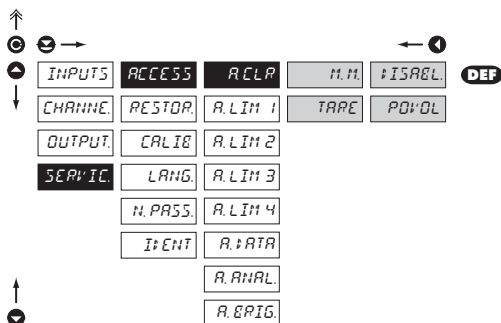 C
INPUTS ACCESS A.CLR M.M. DISABL. DEF
CHANNE. RESTOR. A.LIM 1 TARE POVOL
OUTPUT. CALIB A.LIM 2
SERVIC. LANG. A.LIM 3
N.PASS. A.LIM 4
IDENT A.DATA
A.ANAL.
A.BRIG.